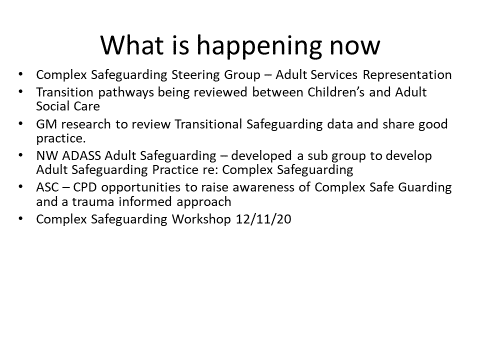 What is happening now
• Complex Safeguarding Steering Group – Adult Services Representation
• Transition pathways being reviewed between Children’s and Adult
Social Care
• GM research to review Transitional Safeguarding data and share good
practice.
• NW ADASS Adult Safeguarding – developed a sub group to develop
Adult Safeguarding Practice re: Complex Safeguarding
• ASC – CPD opportunities to raise awareness of Complex Safe Guarding
and a trauma informed approach
• Complex Safeguarding Workshop 12/11/20